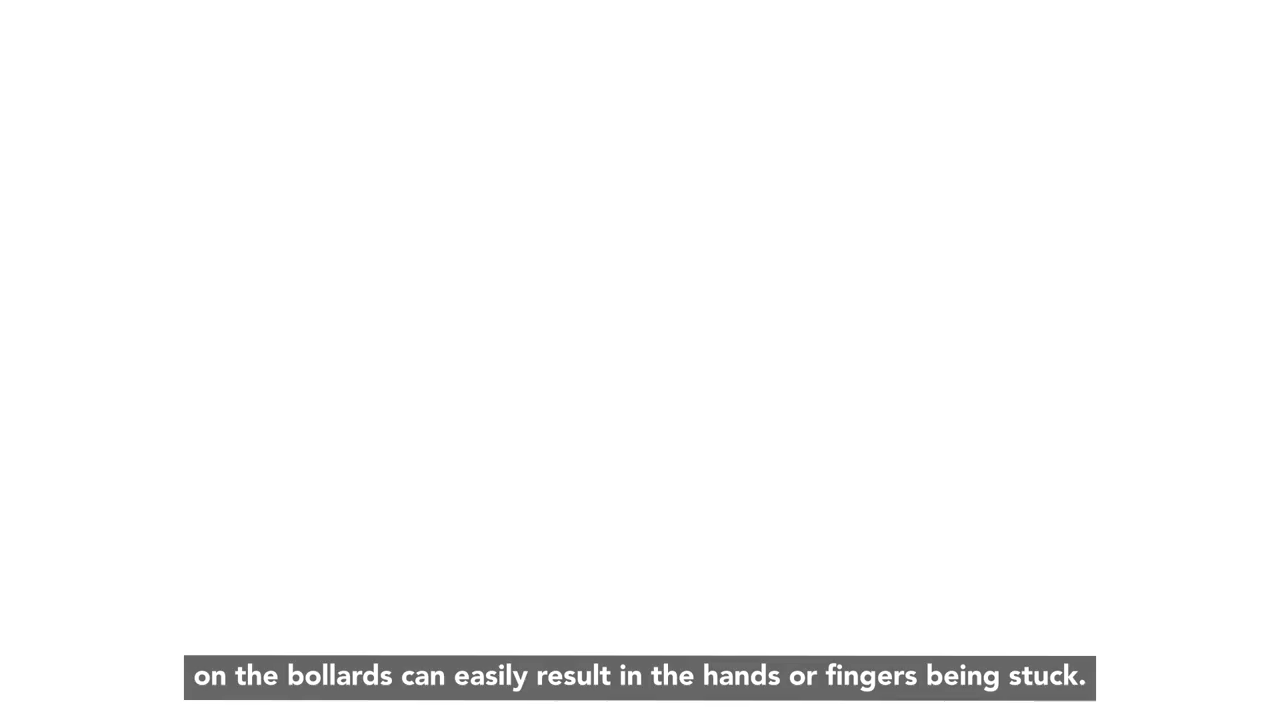 on the bollards can easily result in the hands or fingers being stuck.